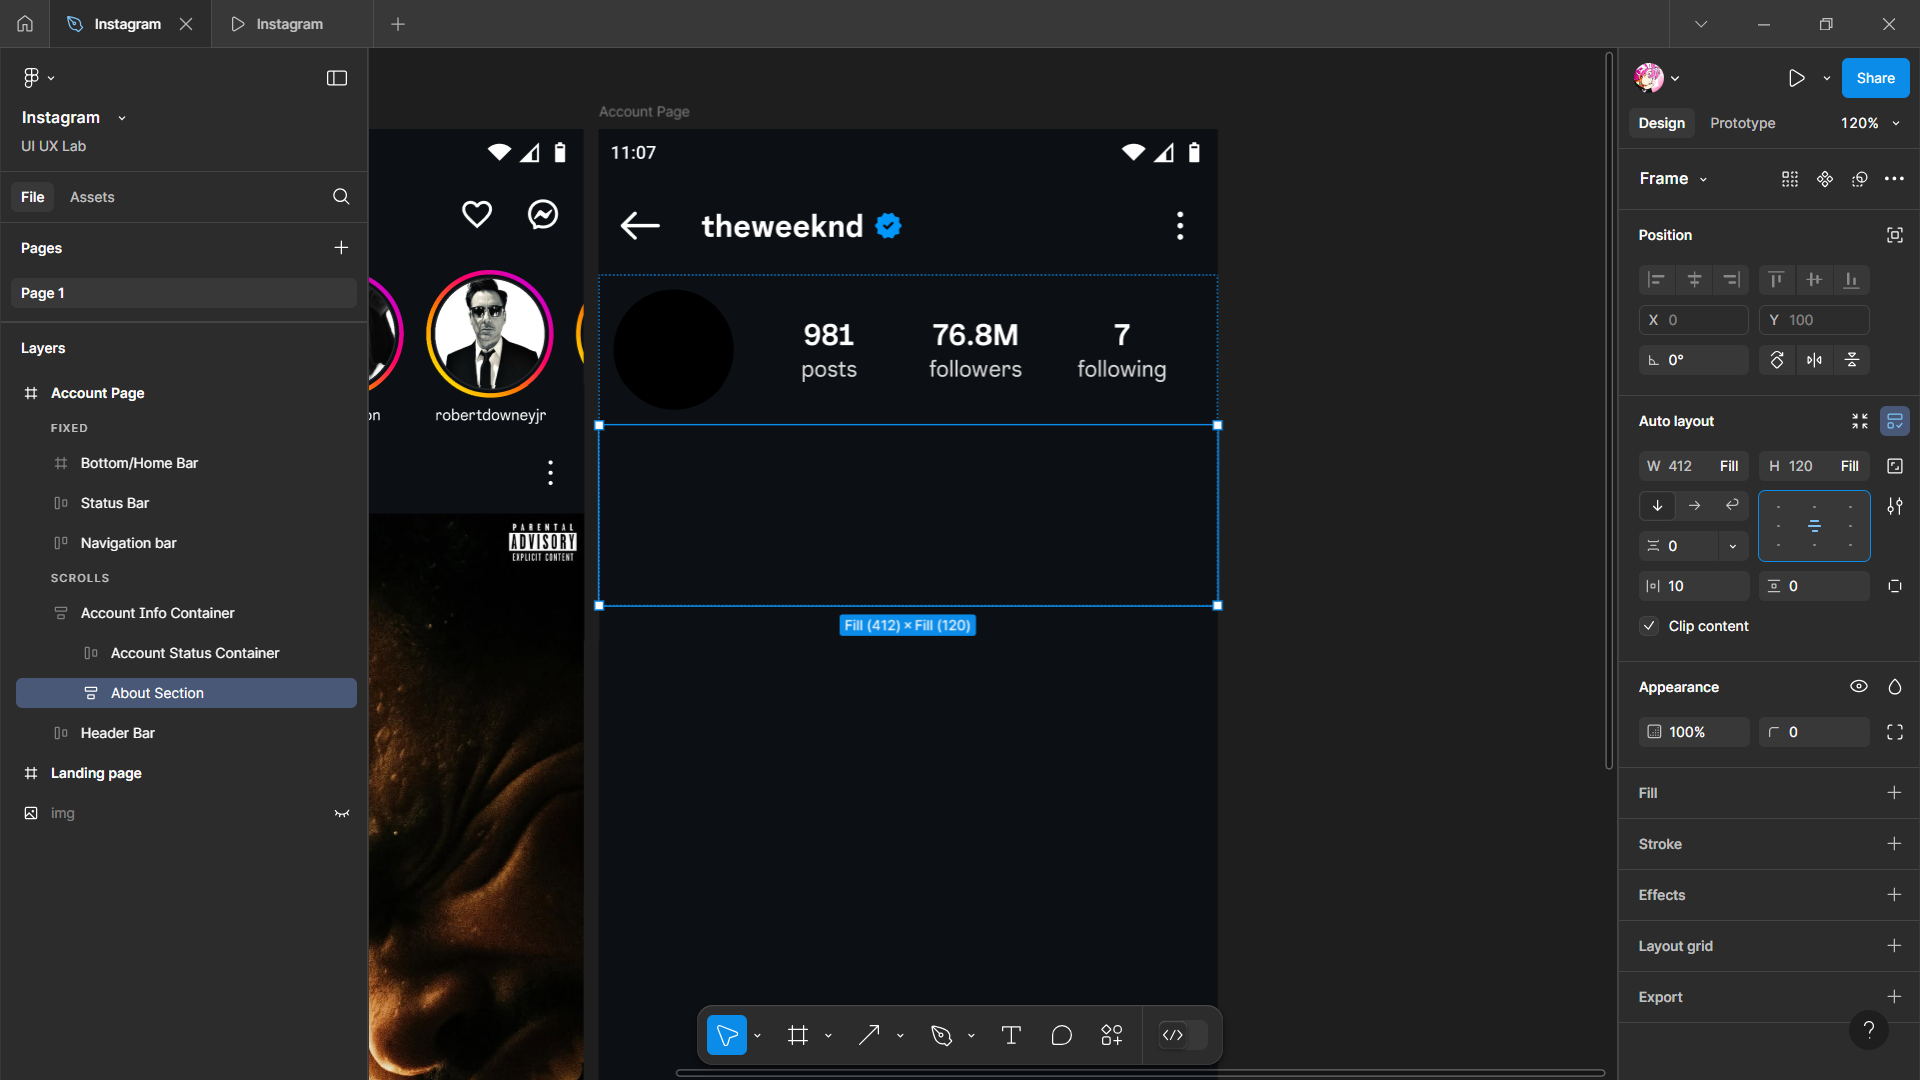 Instagram
Instagram
Instagram
UI UX Lab
File
Assets
Pages
Page 1
Layers
Account Page
FIXED
Bottom/Home Bar
Status Bar
Navigation bar
SCROLLS
Account Info Container
Account Status Container
About Section
Header Bar
Landing page
img
on
robertdowneyjr
PARENTAL
ADVISORY
EXPLICIT CONTENT
Account Page
11:07
theweeknd
981
posts
76.8M
followers
7
following
Fill (412) × Fill (120)
Share
Design
Prototype
120%
Frame
Position
X 0
Y 100
0°
Auto layout
W 412 Fill
H 120 Fill
0
10
0
Clip content
Appearance
100%
0
Fill
Stroke
Effects
Layout grid
Export
?